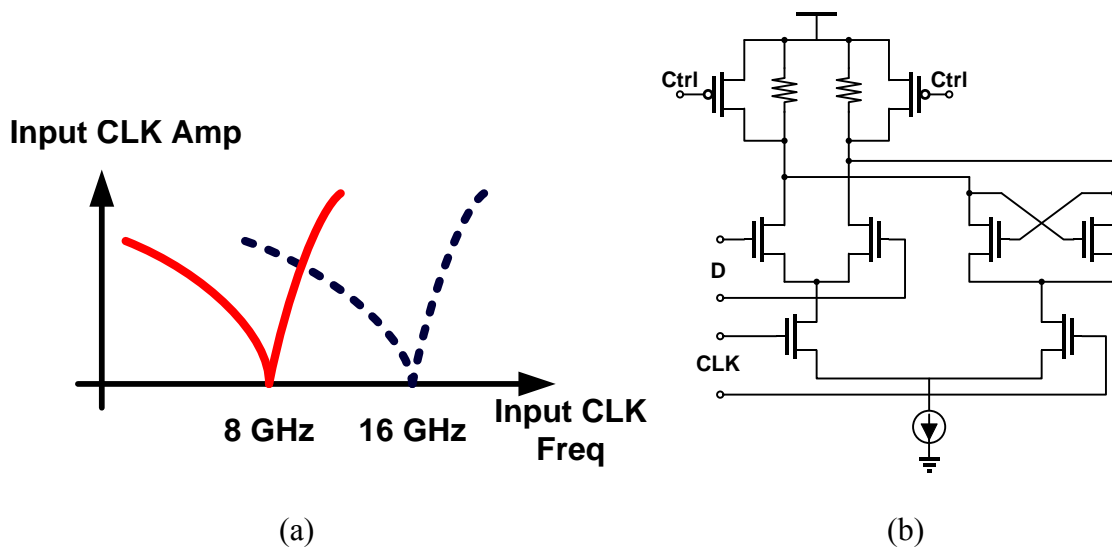 Input CLK Amp
8 GHz
16 GHz
Input CLK
Freq
(a)
Ctrl
Ctrl
D
CLK
(b)